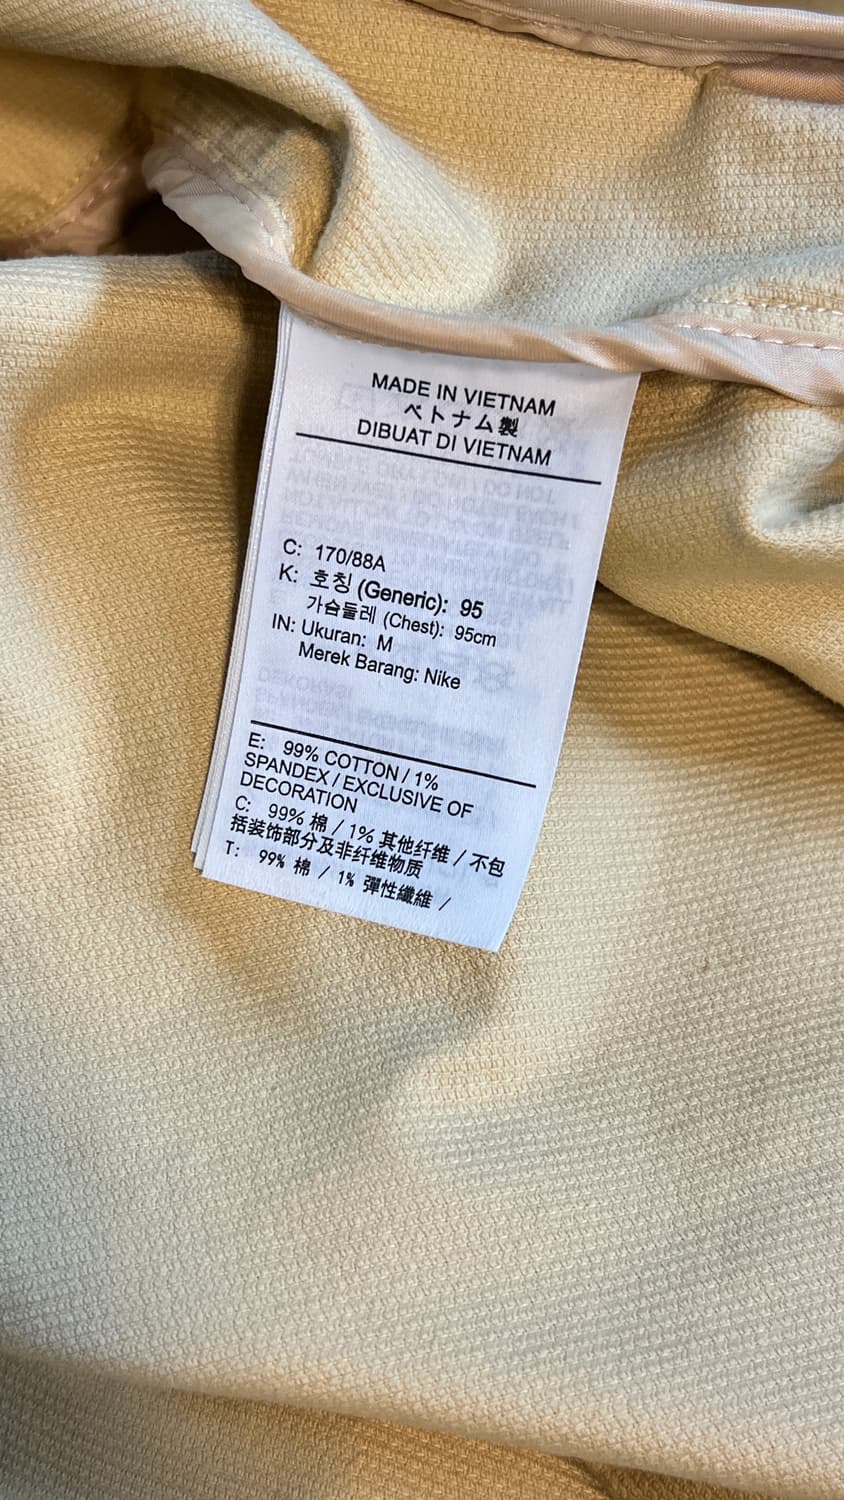 MADE IN VIETNAM
ベトナム製
DIBUAT DI VIETNAM
C: 170/88A
K: 호칭 (Generic): 95
가슴둘레 (Chest): 95cm
IN: Ukuran: M
Merek Barang: Nike
E: 99% COTTON / 1%
SPANDEX / EXCLUSIVE OF
DECORATION
C: 99% 棉 / 1% 其他纤维 / 不包
括装饰部分及非纤维物质
T: 99% 棉 / 1% 彈性纖維 /